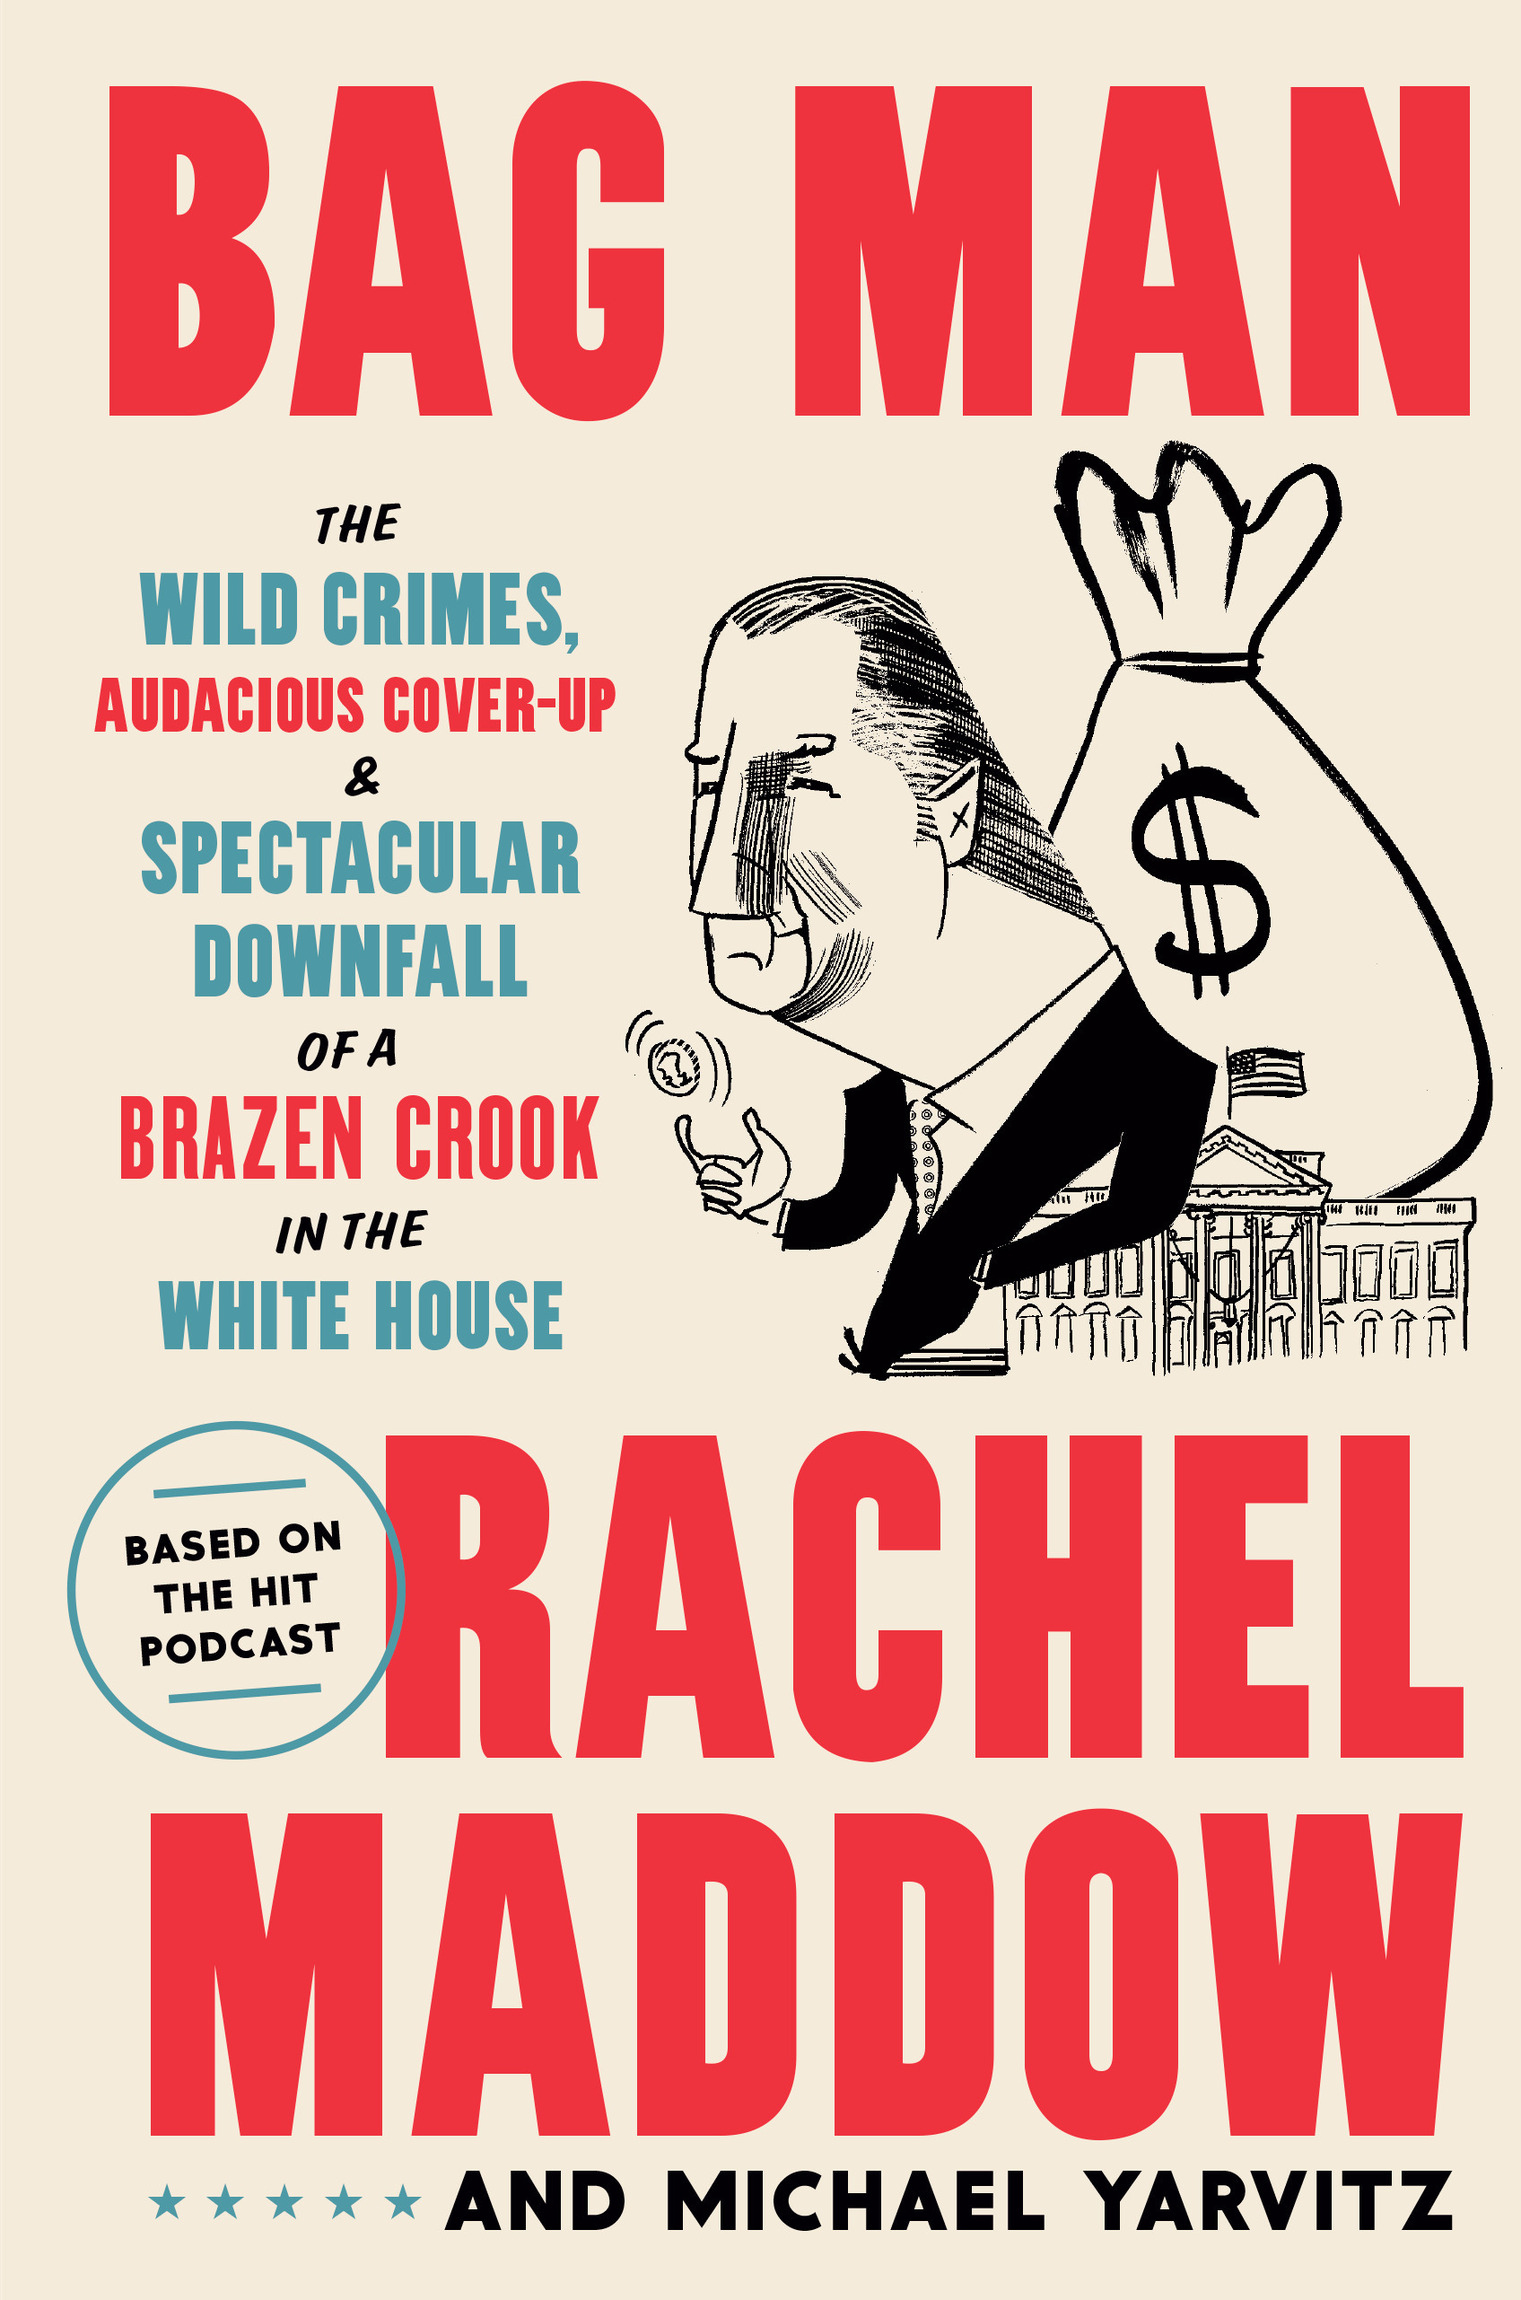 BAG MAN
THE
WILD CRIMES,
AUDACIOUS COVER-UP
&
SPECTACULAR
DOWNFALL
OF A
BRAZEN CROOK
IN THE
WHITE HOUSE
$
BASED ON
THE HIT
PODCAST
RACHEL
MADDOW
AND MICHAEL YARVITZ